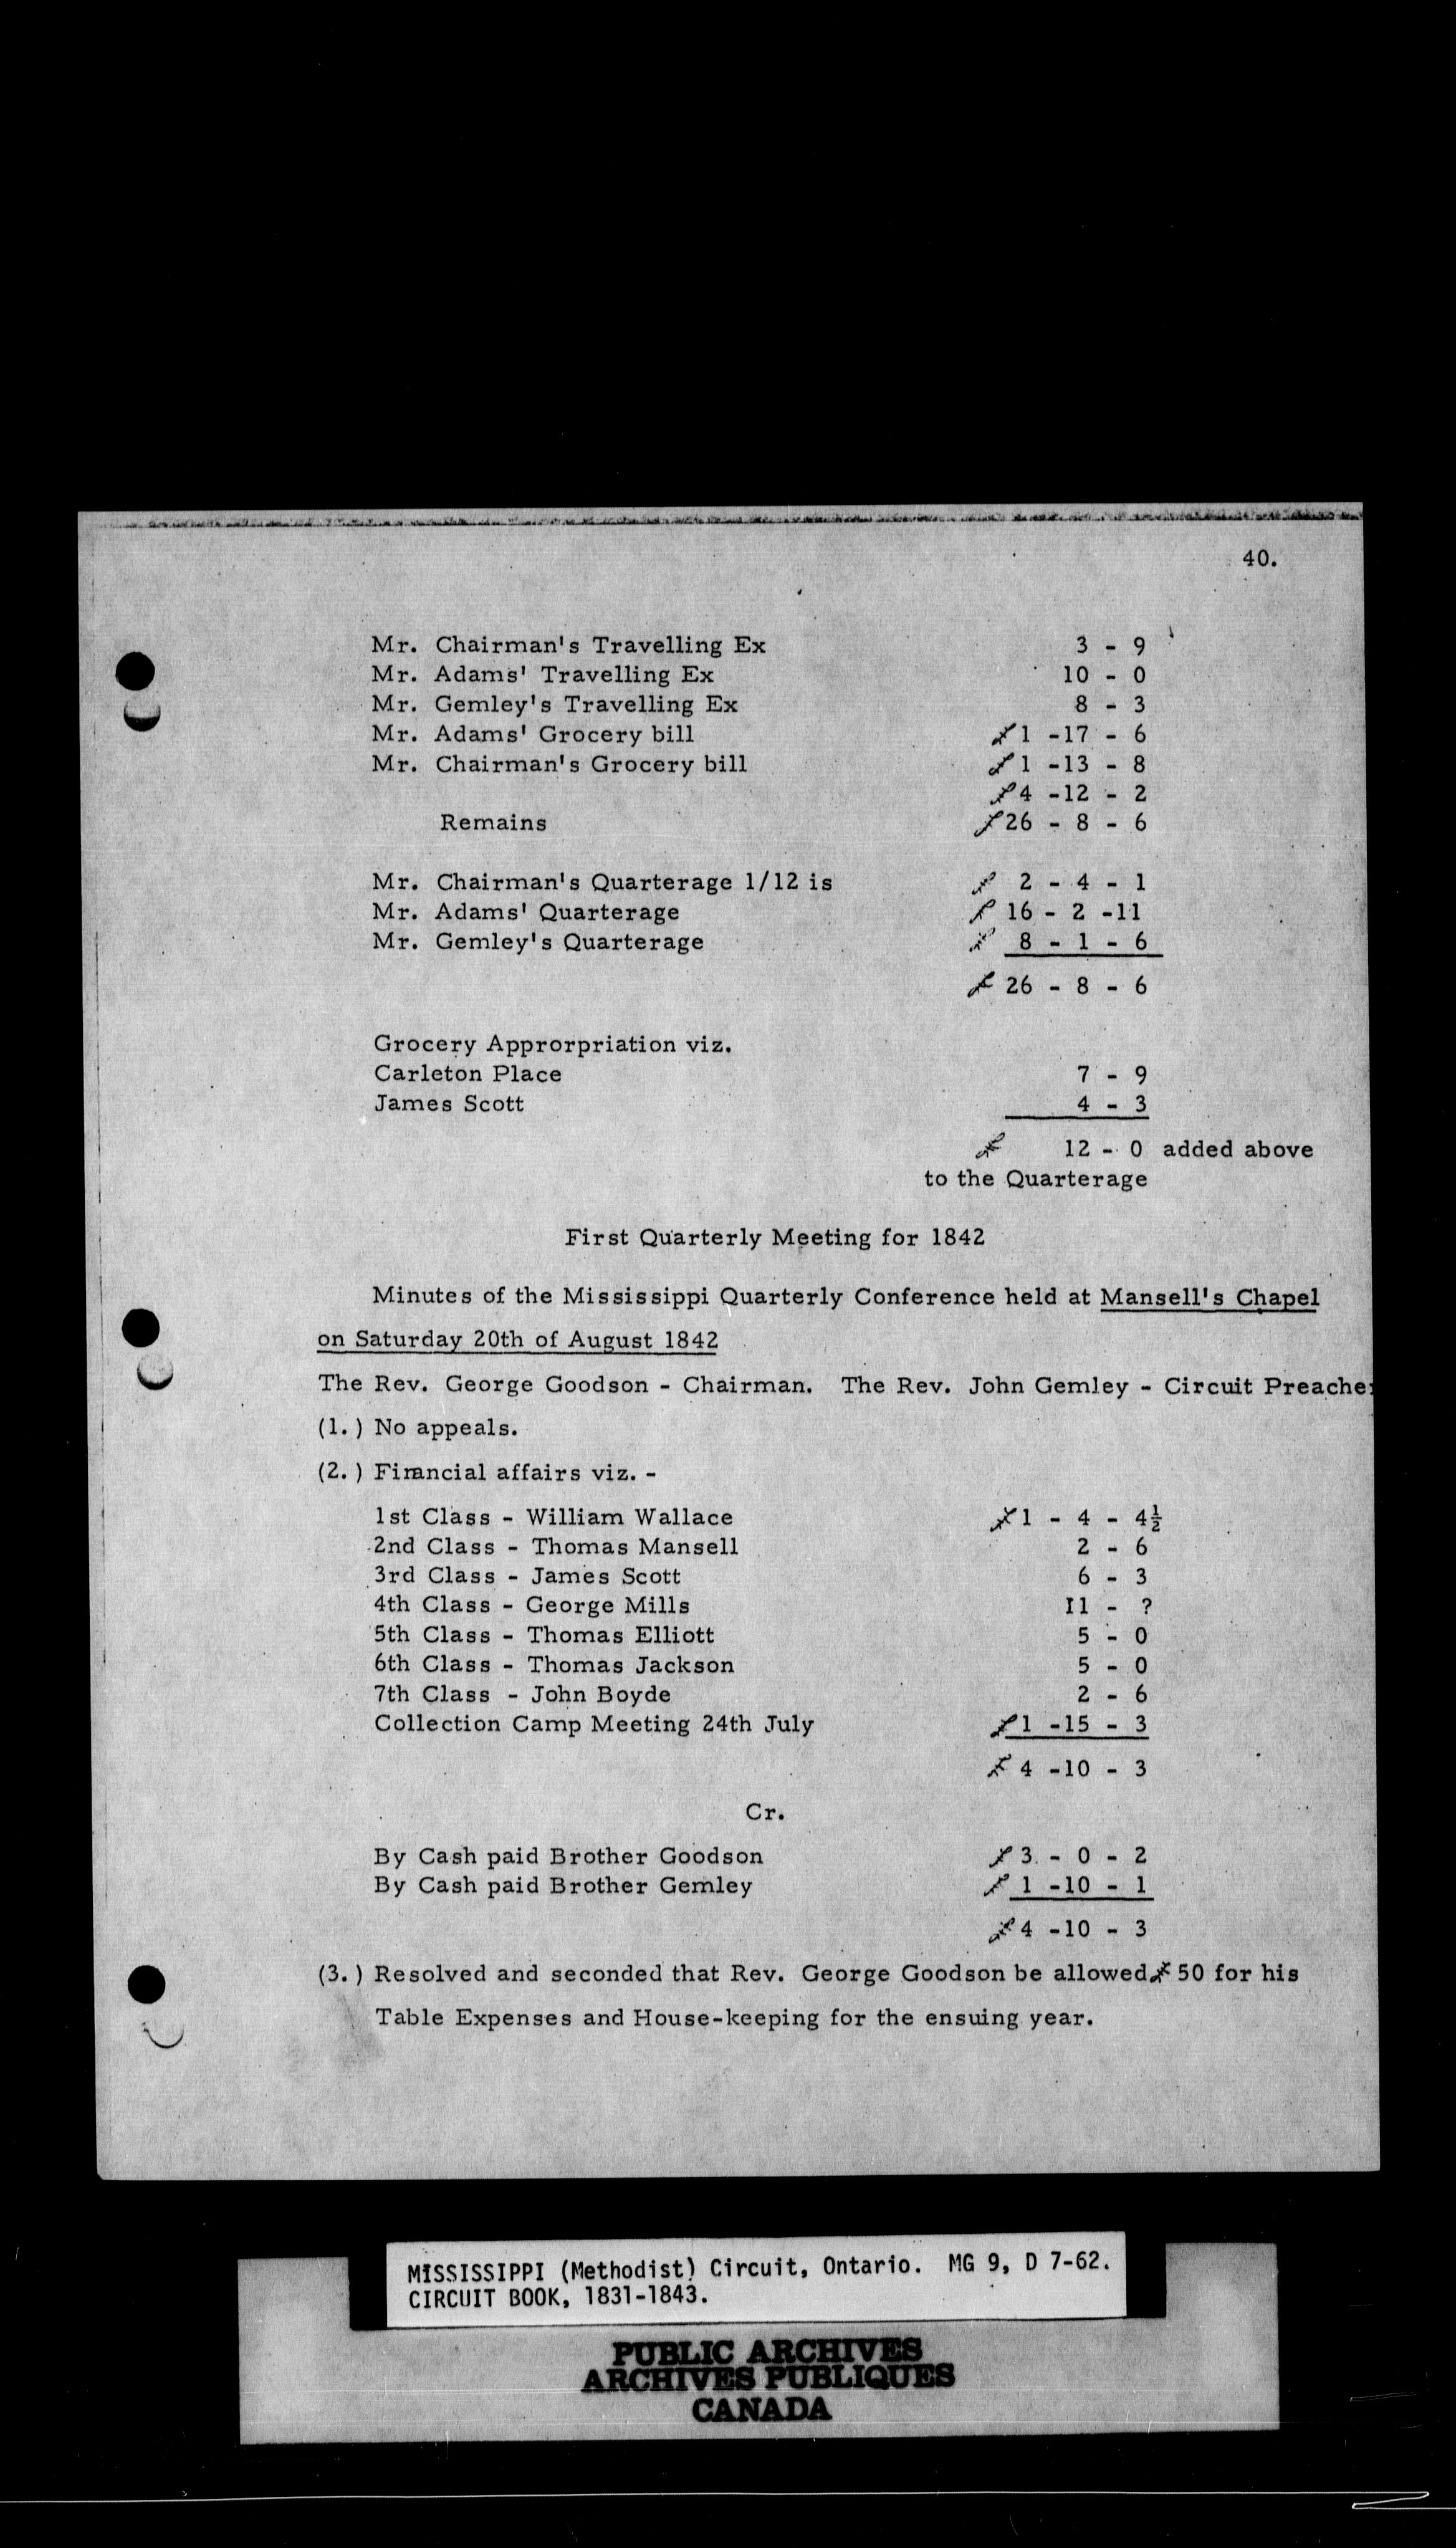 40.
Mr. Chairman's Travelling Ex 3 - 9
Mr. Adams' Travelling Ex 10 - 0
Mr. Gemley's Travelling Ex 8 - 3
Mr. Adams' Grocery bill £1 -17 - 6
Mr. Chairman's Grocery bill £1 -13 - 8
£4 -12 - 2
Remains £26 - 8 - 6
Mr. Chairman's Quarterage 1/12 is £ 2 - 4 - 1
Mr. Adams' Quarterage £ 16 - 2 -11
Mr. Gemley's Quarterage £ 8 - 1 - 6
£ 26 - 8 - 6
Grocery Approrpriation viz.
Carleton Place 7 - 9
James Scott 4 - 3
£ 12 - 0 added above
to the Quarterage
First Quarterly Meeting for 1842
Minutes of the Mississippi Quarterly Conference held at Mansell's Chapel
on Saturday 20th of August 1842
The Rev. George Goodson - Chairman. The Rev. John Gemley - Circuit Preacher
(1.) No appeals.
(2.) Financial affairs viz. -
1st Class - William Wallace £1 - 4 - 4½
2nd Class - Thomas Mansell 2 - 6
3rd Class - James Scott 6 - 3
4th Class - George Mills 11 - ?
5th Class - Thomas Elliott 5 - 0
6th Class - Thomas Jackson 5 - 0
7th Class - John Boyde 2 - 6
Collection Camp Meeting 24th July £1 -15 - 3
£ 4 -10 - 3
Cr.
By Cash paid Brother Goodson £3. - 0 - 2
By Cash paid Brother Gemley £ 1 -10 - 1
£4 -10 - 3
(3.) Resolved and seconded that Rev. George Goodson be allowed £50 for his
Table Expenses and House-keeping for the ensuing year.
MISSISSIPPI (Methodist) Circuit, Ontario. MG 9, D 7-62.
CIRCUIT BOOK, 1831-1843.
PUBLIC ARCHIVES
ARCHIVES PUBLIQUES
CANADA